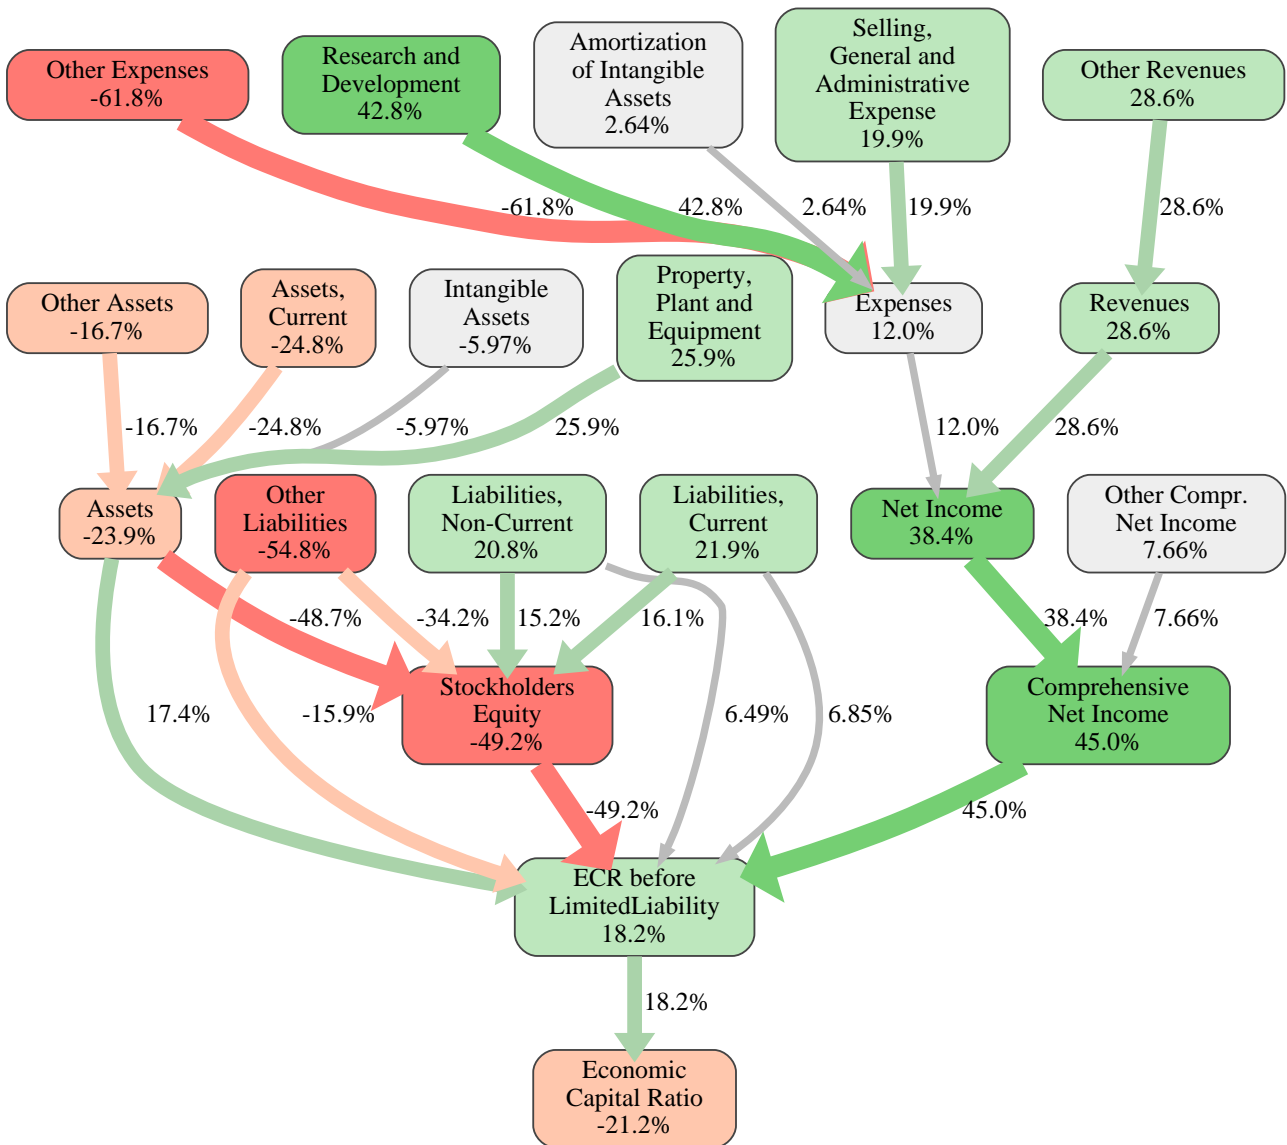 Other Expenses
-61.8%
Research and
Development
42.8%
Amortization
of Intangible
Assets
2.64%
Selling,
General and
Administrative
Expense
19.9%
Other Revenues
28.6%
-61.8%
42.8%
2.64%
19.9%
28.6%
Other Assets
-16.7%
Assets,
Current
-24.8%
Intangible
Assets
-5.97%
Property,
Plant and
Equipment
25.9%
Expenses
12.0%
Revenues
28.6%
-16.7%
-24.8%
-5.97%
25.9%
12.0%
28.6%
Assets
-23.9%
Other
Liabilities
-54.8%
Liabilities,
Non-Current
20.8%
Liabilities,
Current
21.9%
Net Income
38.4%
Other Compr.
Net Income
7.66%
-48.7%
-34.2%
15.2%
16.1%
38.4%
7.66%
17.4%
-15.9%
Stockholders
Equity
-49.2%
6.49%
6.85%
Comprehensive
Net Income
45.0%
-49.2%
45.0%
ECR before
LimitedLiability
18.2%
18.2%
Economic
Capital Ratio
-21.2%